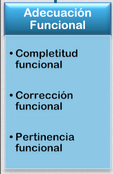 Adecuación
Funcional
• Completitud
funcional
• Corrección
funcional
• Pertinencia
funcional